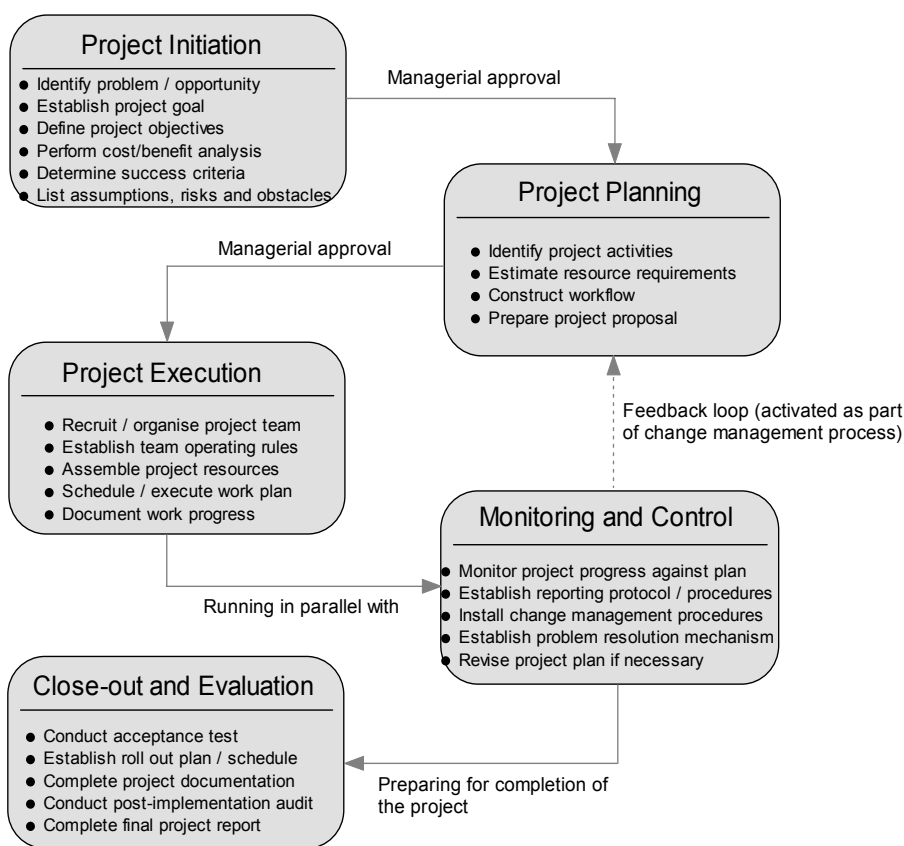 Project Initiation
● Identify problem / opportunity
● Establish project goal
● Define project objectives
● Perform cost/benefit analysis
● Determine success criteria
● List assumptions, risks and obstacles
Managerial approval
Project Planning
● Identify project activities
● Estimate resource requirements
● Construct workflow
● Prepare project proposal
Managerial approval
Project Execution
● Recruit / organise project team
● Establish team operating rules
● Assemble project resources
● Schedule / execute work plan
● Document work progress
Feedback loop (activated as part
of change management process)
Running in parallel with
Monitoring and Control
● Monitor project progress against plan
● Establish reporting protocol / procedures
● Install change management procedures
● Establish problem resolution mechanism
● Revise project plan if necessary
Close-out and Evaluation
● Conduct acceptance test
● Establish roll out plan / schedule
● Complete project documentation
● Conduct post-implementation audit
● Complete final project report
Preparing for completion of
the project